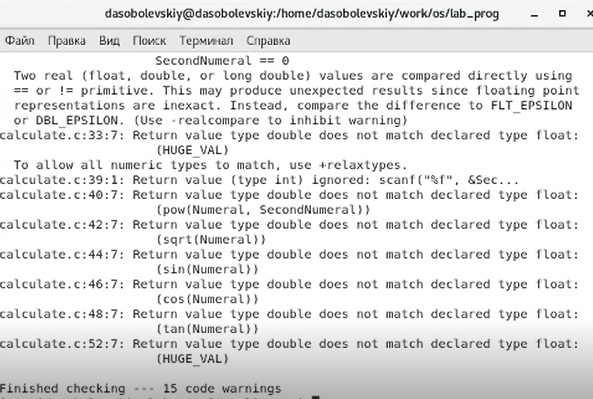 dasobolevskiy@dasobolevskiy:/home/dasobolevskiy/work/os/lab_prog
Файл Правка Вид Поиск Терминал Справка
SecondNumeral == 0
Two real (float, double, or long double) values are compared directly using
== or != primitive. This may produce unexpected results since floating point
representations are inexact. Instead, compare the difference to FLT_EPSILON
or DBL_EPSILON. (Use -realcompare to inhibit warning)
calculate.c:33:7: Return value type double does not match declared type float:
(HUGE_VAL)
To allow all numeric types to match, use +relaxtypes.
calculate.c:39:1: Return value (type int) ignored: scanf("%f", &Sec...
calculate.c:40:7: Return value type double does not match declared type float:
(pow(Numeral, SecondNumeral))
calculate.c:42:7: Return value type double does not match declared type float:
(sqrt(Numeral))
calculate.c:44:7: Return value type double does not match declared type float:
(sin(Numeral))
calculate.c:46:7: Return value type double does not match declared type float:
(cos(Numeral))
calculate.c:48:7: Return value type double does not match declared type float:
(tan(Numeral))
calculate.c:52:7: Return value type double does not match declared type float:
(HUGE_VAL)
Finished checking --- 15 code warnings